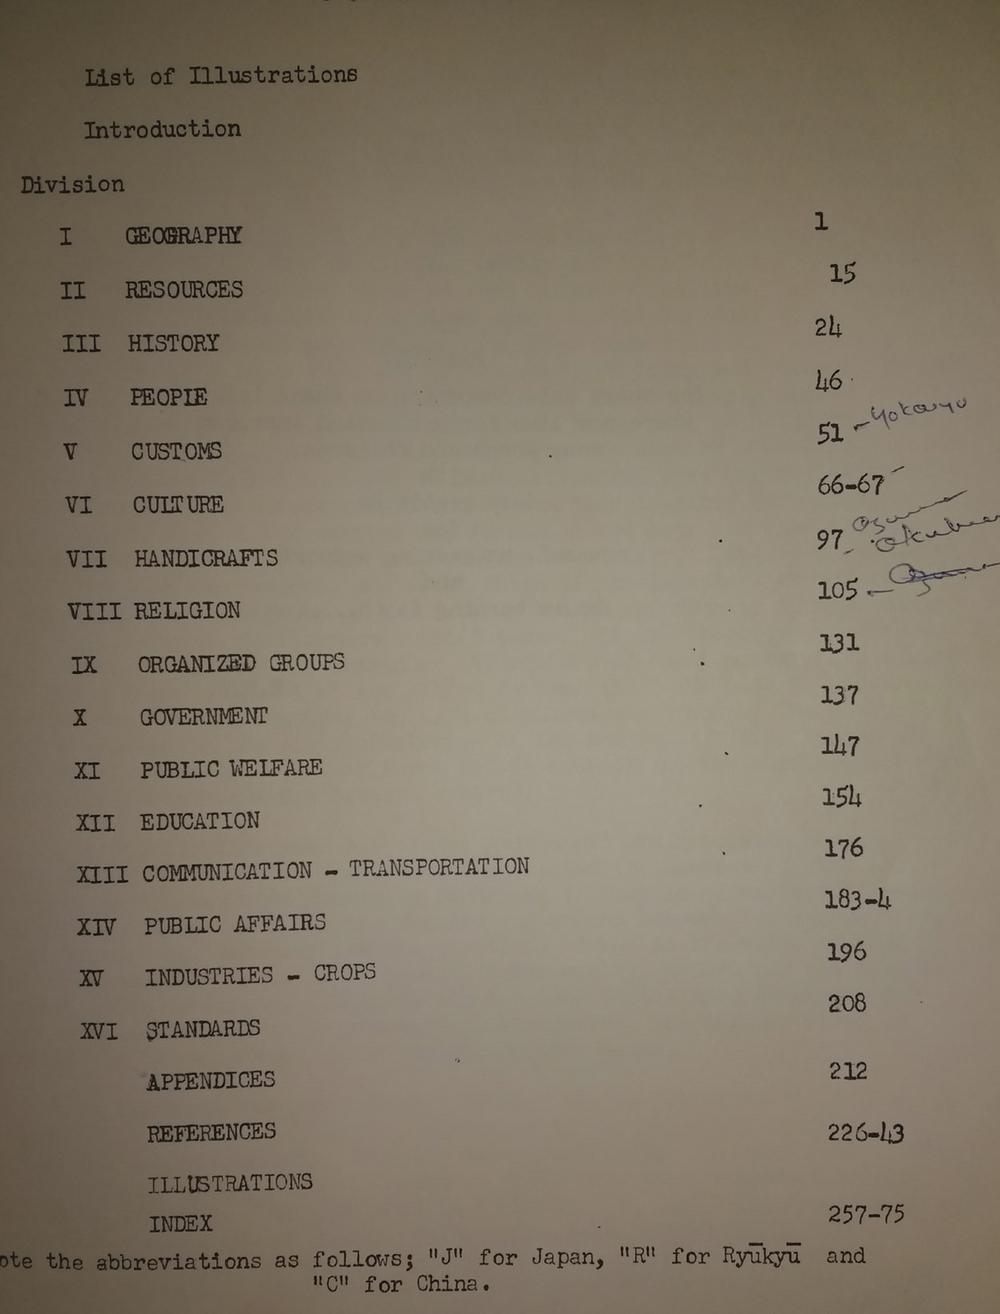 List of Illustrations
Introduction
Division
I GEOGRAPHY 1
II RESOURCES 15
III HISTORY 24
IV PEOPLE 46
V CUSTOMS 51
VI CULTURE 66-67
VII HANDICRAFTS 97
VIII RELIGION 105
IX ORGANIZED GROUPS 131
X GOVERNMENT 137
XI PUBLIC WELFARE 147
XII EDUCATION 154
XIII COMMUNICATION - TRANSPORTATION 176
XIV PUBLIC AFFAIRS 183-4
XV INDUSTRIES - CROPS 196
XVI STANDARDS 208
APPENDICES 212
REFERENCES 226-43
ILLUSTRATIONS
INDEX 257-75
ote the abbreviations as follows; "J" for Japan, "R" for Ryūkyū and
"C" for China.